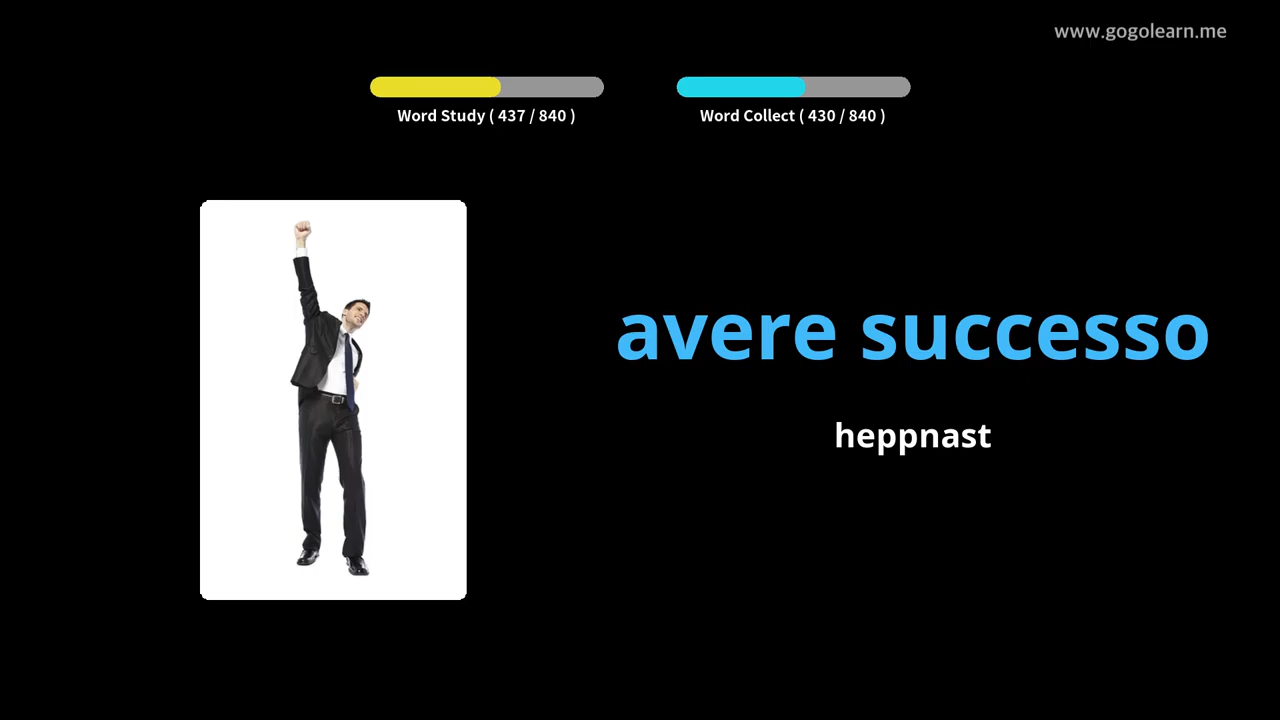 www.gogolearn.me
Word Study ( 437 / 840 )
Word Collect ( 430 / 840 )
avere successo
heppnast